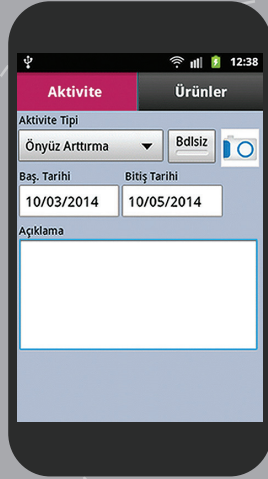 12:38
Aktivite Ürünler
Aktivite Tipi
Önyüz Arttırma Bdlsiz
Baş. Tarihi Bitiş Tarihi
10/03/2014 10/05/2014
Açıklama